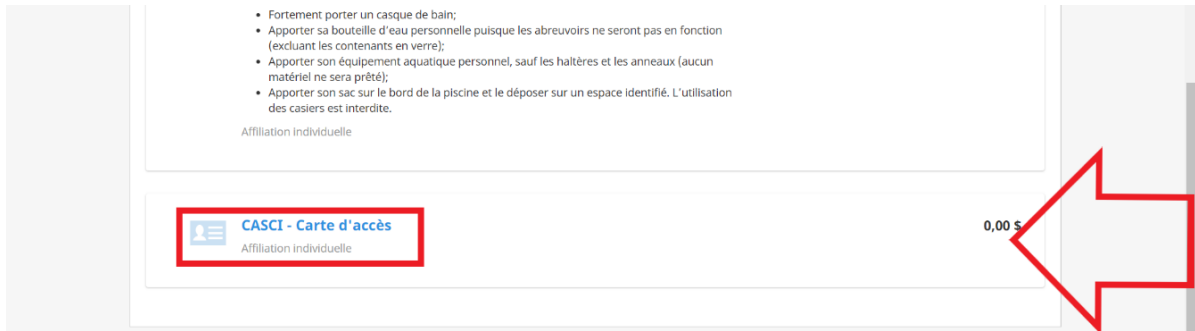 • Fortement porter un casque de bain;
• Apporter sa bouteille d'eau personnelle puisque les abreuvoirs ne seront pas en fonction
(excluant les contenants en verre);
• Apporter son équipement aquatique personnel, sauf les haltères et les anneaux (aucun
matériel ne sera prêté);
• Apporter son sac sur le bord de la piscine et le déposer sur un espace identifié. L'utilisation
des casiers est interdite.
Affiliation individuelle
CASCI - Carte d'accès
0,00 $
Affiliation individuelle